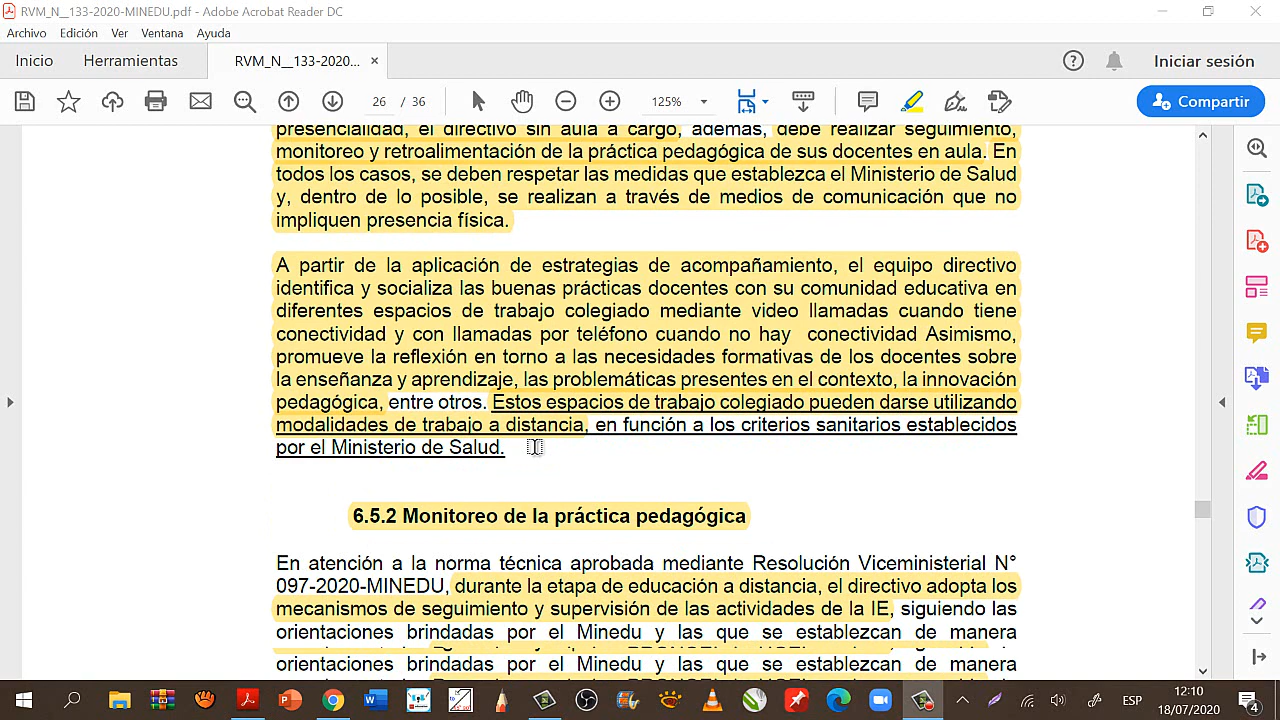 RVM_N__133-2020-MINEDU.pdf - Adobe Acrobat Reader DC
Archivo Edición Ver Ventana Ayuda
Inicio Herramientas RVM_N__133-2020... × Iniciar sesión
26 / 36 125% Compartir
presencialidad, el directivo sin aula a cargo, además, debe realizar seguimiento,
monitoreo y retroalimentación de la práctica pedagógica de sus docentes en aula. En
todos los casos, se deben respetar las medidas que establezca el Ministerio de Salud
y, dentro de lo posible, se realizan a través de medios de comunicación que no
impliquen presencia física.
A partir de la aplicación de estrategias de acompañamiento, el equipo directivo
identifica y socializa las buenas prácticas docentes con su comunidad educativa en
diferentes espacios de trabajo colegiado mediante video llamadas cuando tiene
conectividad y con llamadas por teléfono cuando no hay conectividad Asimismo,
promueve la reflexión en torno a las necesidades formativas de los docentes sobre
la enseñanza y aprendizaje, las problemáticas presentes en el contexto, la innovación
pedagógica, entre otros. Estos espacios de trabajo colegiado pueden darse utilizando
modalidades de trabajo a distancia, en función a los criterios sanitarios establecidos
por el Ministerio de Salud.
6.5.2 Monitoreo de la práctica pedagógica
En atención a la norma técnica aprobada mediante Resolución Viceministerial N°
097-2020-MINEDU, durante la etapa de educación a distancia, el directivo adopta los
mecanismos de seguimiento y supervisión de las actividades de la IE, siguiendo las
orientaciones brindadas por el Minedu y las que se establezcan de manera
orientaciones brindadas por el Minedu y las que se establezcan de manera
ESP
12:10
18/07/2020
4